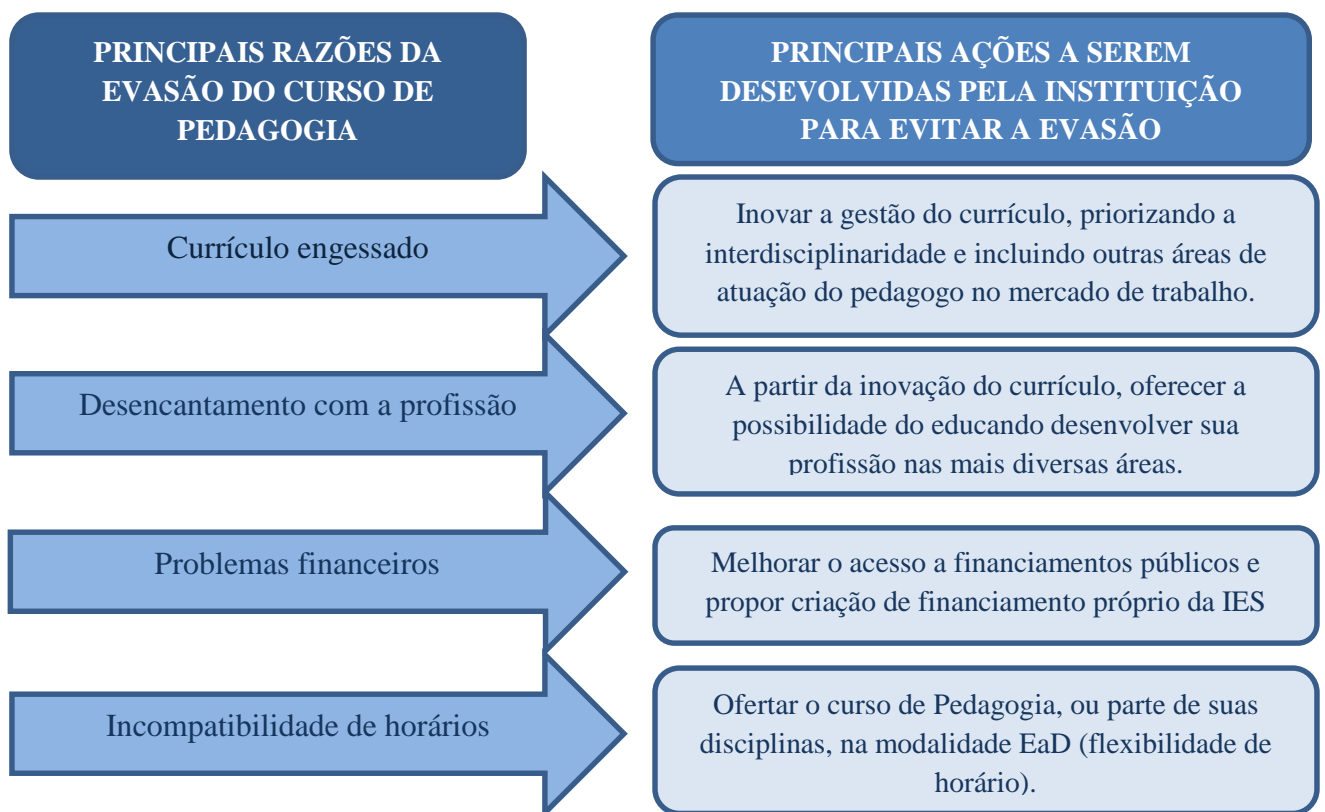 PRINCIPAIS RAZÕES DA
EVASÃO DO CURSO DE
PEDAGOGIA
PRINCIPAIS AÇÕES A SEREM
DESEVOLVIDAS PELA INSTITUIÇÃO
PARA EVITAR A EVASÃO
Currículo engessado
Inovar a gestão do currículo, priorizando a
interdisciplinaridade e incluindo outras áreas de
atuação do pedagogo no mercado de trabalho.
Desencantamento com a profissão
A partir da inovação do currículo, oferecer a
possibilidade do educando desenvolver sua
profissão nas mais diversas áreas.
Problemas financeiros
Melhorar o acesso a financiamentos públicos e
propor criação de financiamento próprio da IES
Incompatibilidade de horários
Ofertar o curso de Pedagogia, ou parte de suas
disciplinas, na modalidade EaD (flexibilidade de
horário).